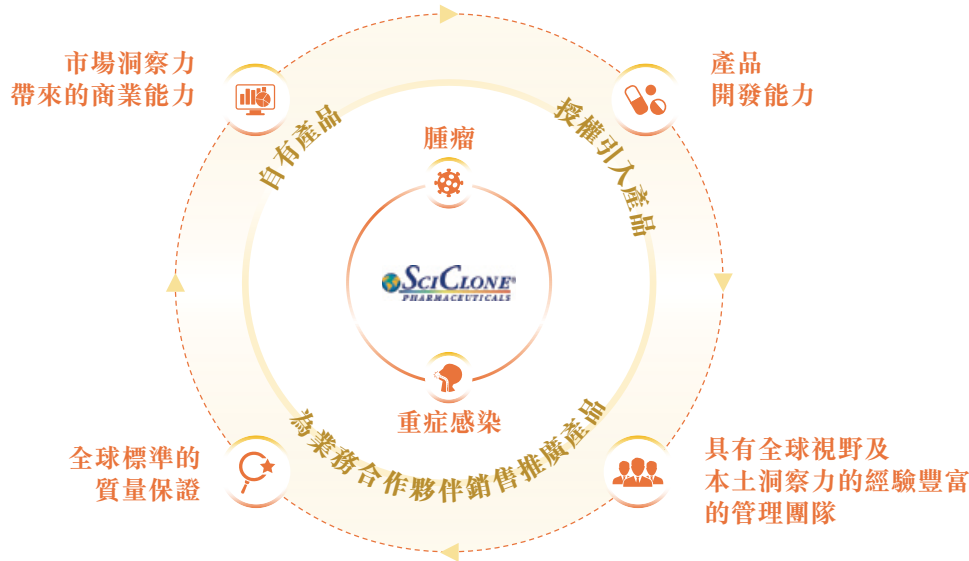 市場洞察力
帶來的商業能力
產品
開發能力
自有產品
授權引入產品
腫瘤
SCICLONE®
PHARMACEUTICALS
重症感染
為業務合作夥伴銷售推廣產品
全球標準的
質量保證
具有全球視野及
本土洞察力的經驗豐富
的管理團隊